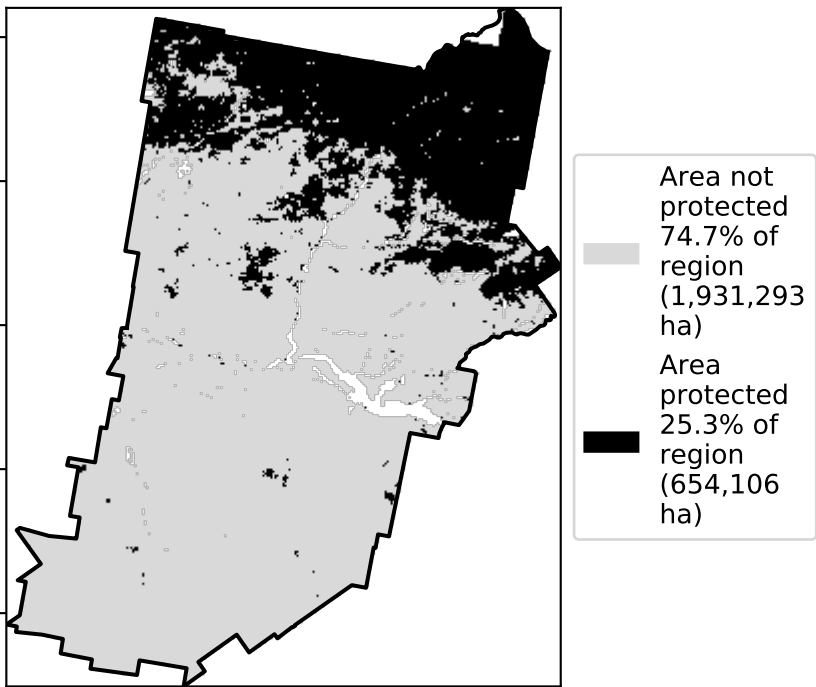 Area not
protected
74.7% of
region
(1,931,293
ha)
Area
protected
25.3% of
region
(654,106
ha)